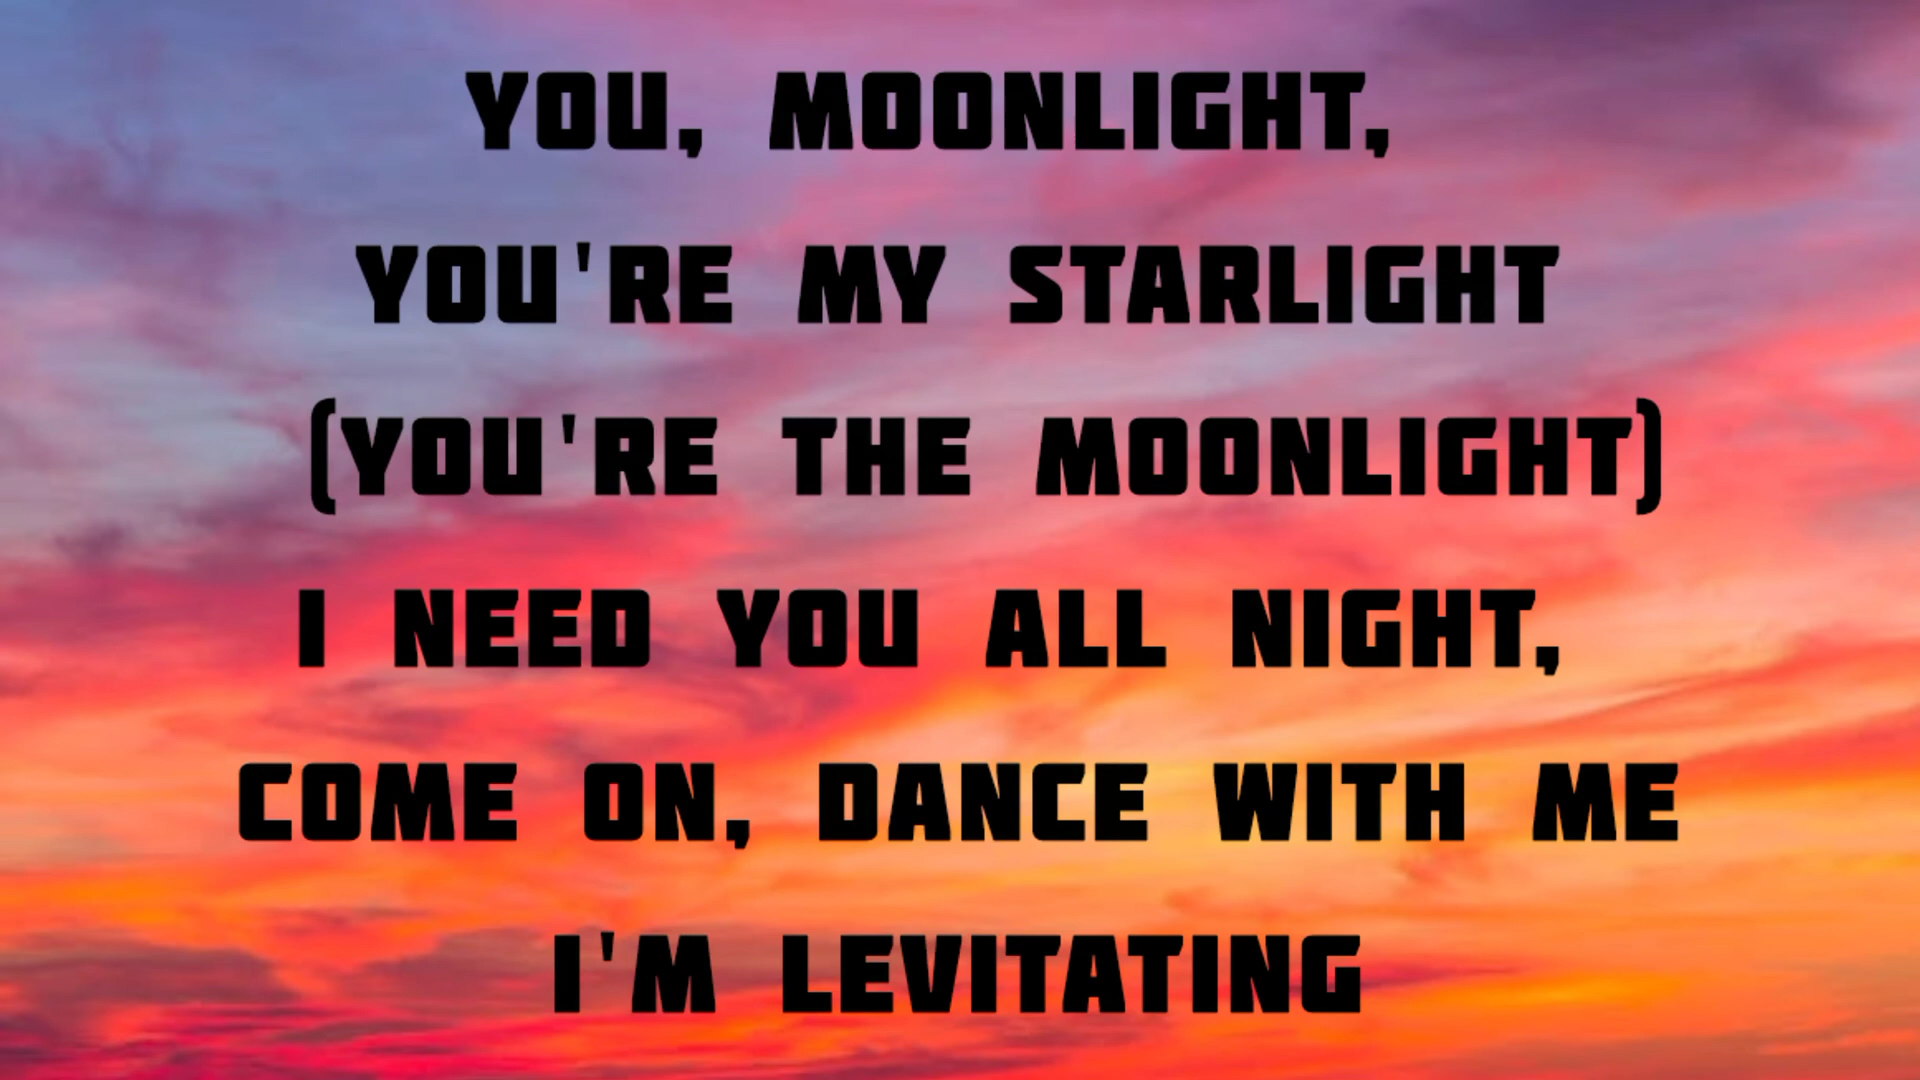 YOU, MOONLIGHT,
YOU'RE MY STARLIGHT
(YOU'RE THE MOONLIGHT)
I NEED YOU ALL NIGHT,
COME ON, DANCE WITH ME
I'M LEVITATING